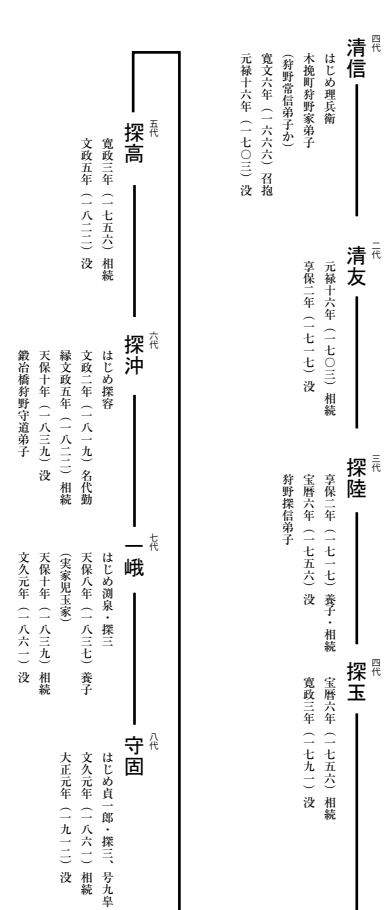 四代
清信
はじめ理兵衛
木挽町狩野家弟子
(狩野常信弟子か)
寛文六年(一六六六)召抱
元禄十六年(一七〇三)没
二代
清友
元禄十六年(一七〇三)相続
享保二年(一七一七)没
三代
探陸
享保二年(一七一七)養子・相続
宝暦六年(一七五六)没
狩野探信弟子
四代
探玉
宝暦六年(一七五六)相続
寛政三年(一七九一)没
五代
探高
寛政三年(一七五六)相続
文政五年(一八二二)没
六代
探沖
はじめ探容
文政二年(一八一九)名代勤
縁文政五年(一八二二)相続
天保十年(一八三九)没
鍛冶橋狩野守道弟子
七代
一峨
はじめ渕泉・探三
天保八年(一八三七)養子
(実家児玉家)
天保十年(一八三九)相続
文久元年(一八六一)没
八代
守固
はじめ貞一郎・探三、号九皐
文久元年(一八六一)相続
大正元年(一九一二)没